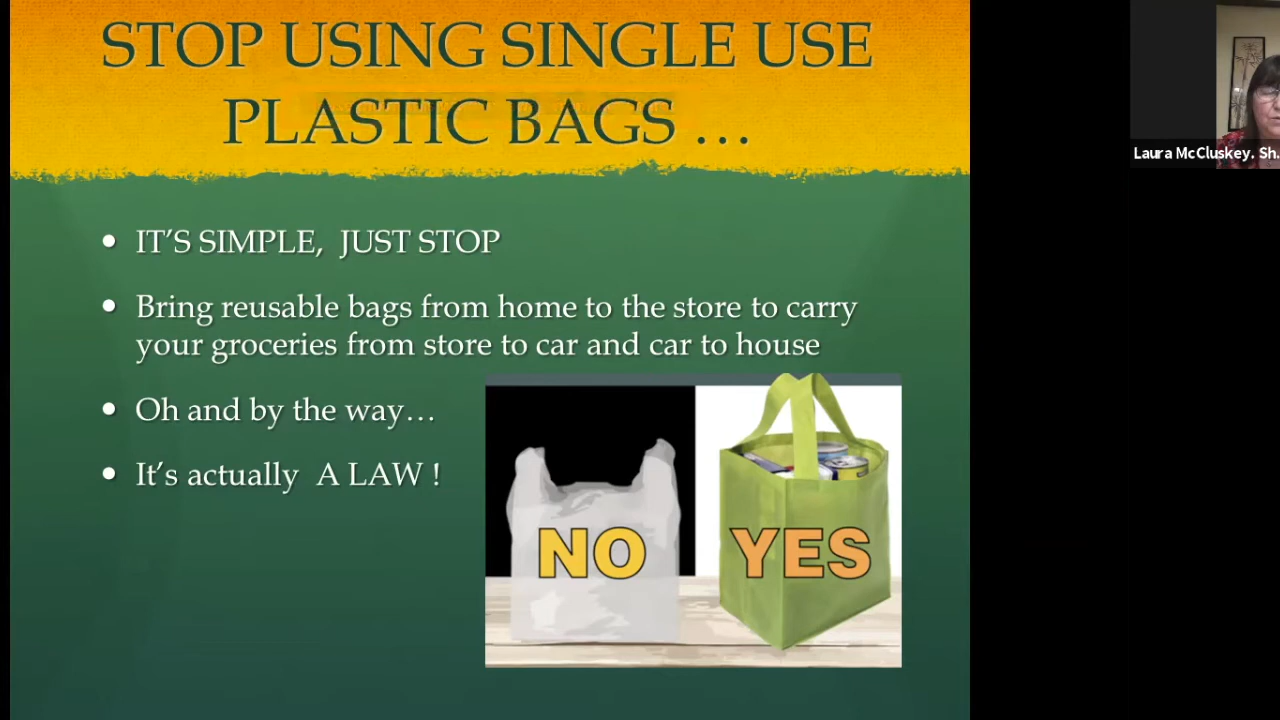 STOP USING SINGLE USE
PLASTIC BAGS …
• IT'S SIMPLE, JUST STOP
• Bring reusable bags from home to the store to carry
your groceries from store to car and car to house
• Oh and by the way…
• It's actually A LAW !
NO
YES
Laura McCluskey. Sh.